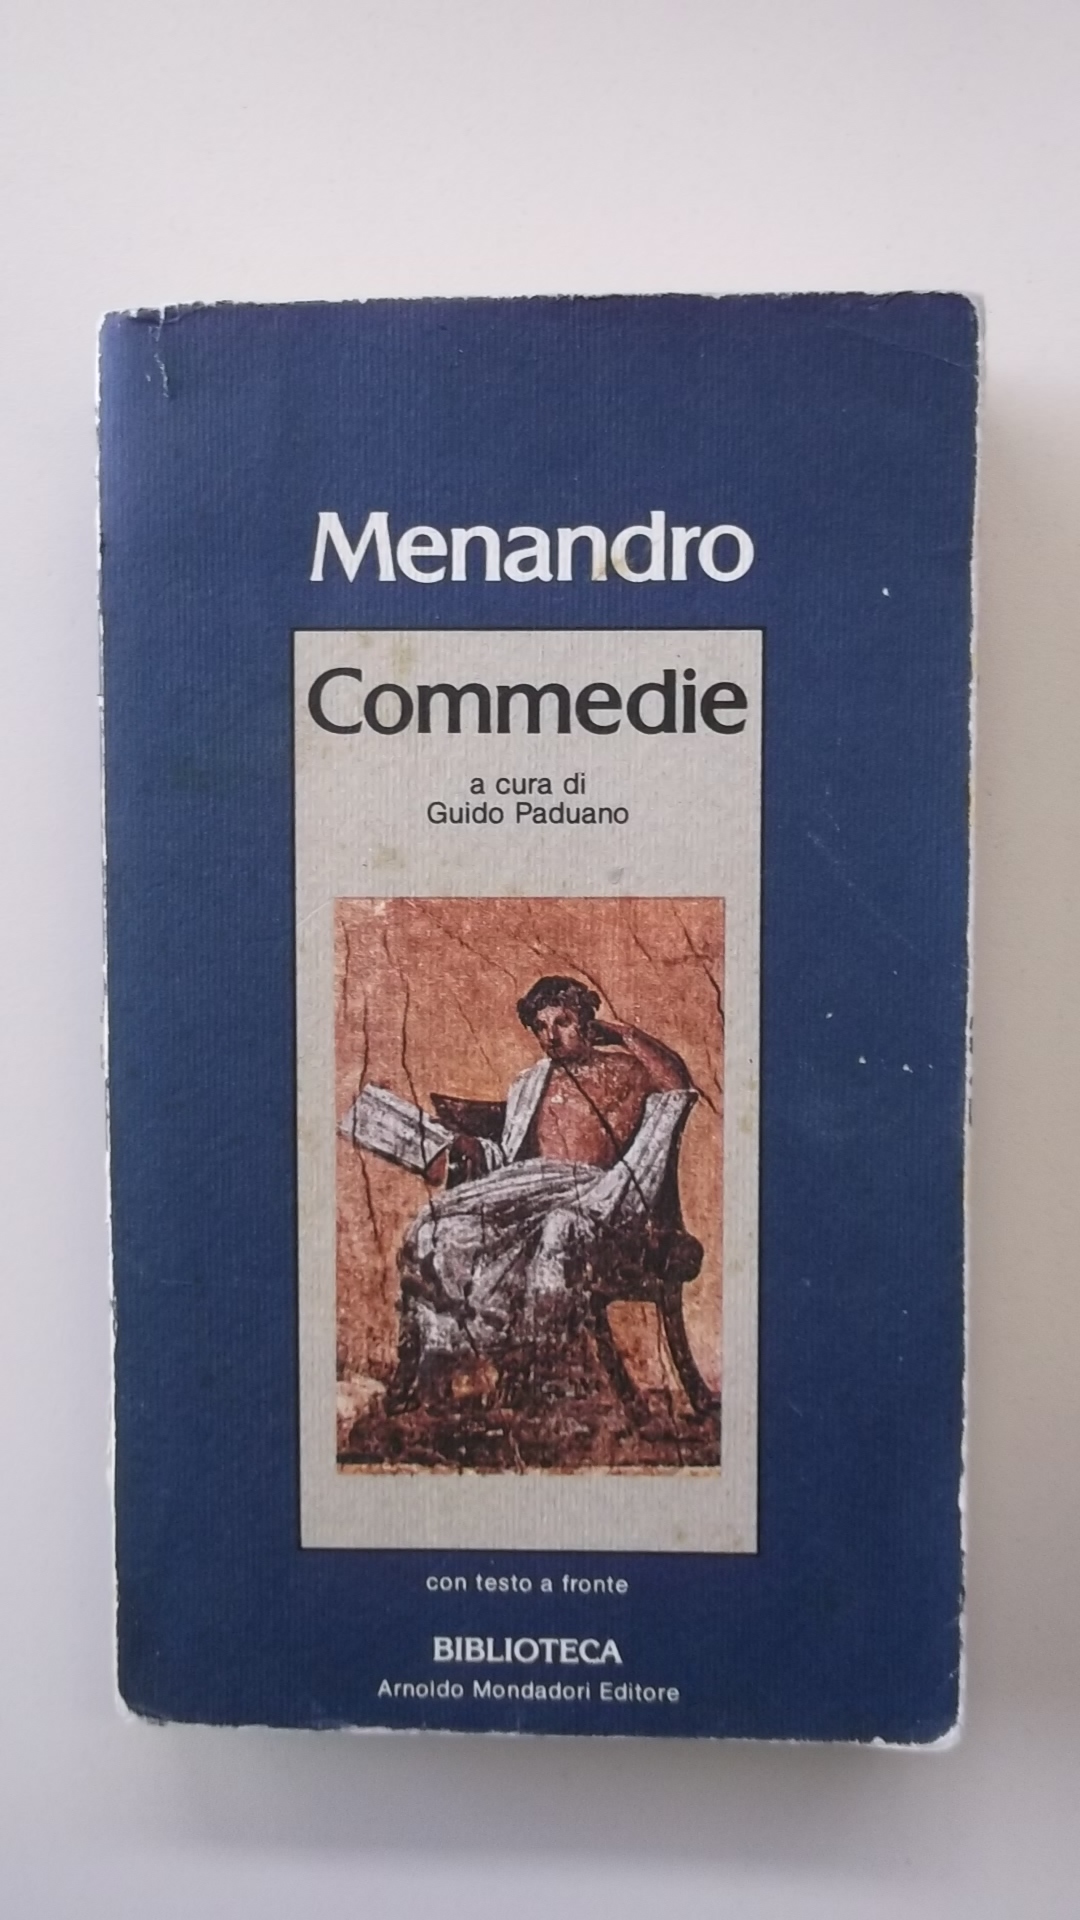 Menandro
Commedie
a cura di
Guido Paduano
con testo a fronte
BIBLIOTECA
Arnoldo Mondadori Editore